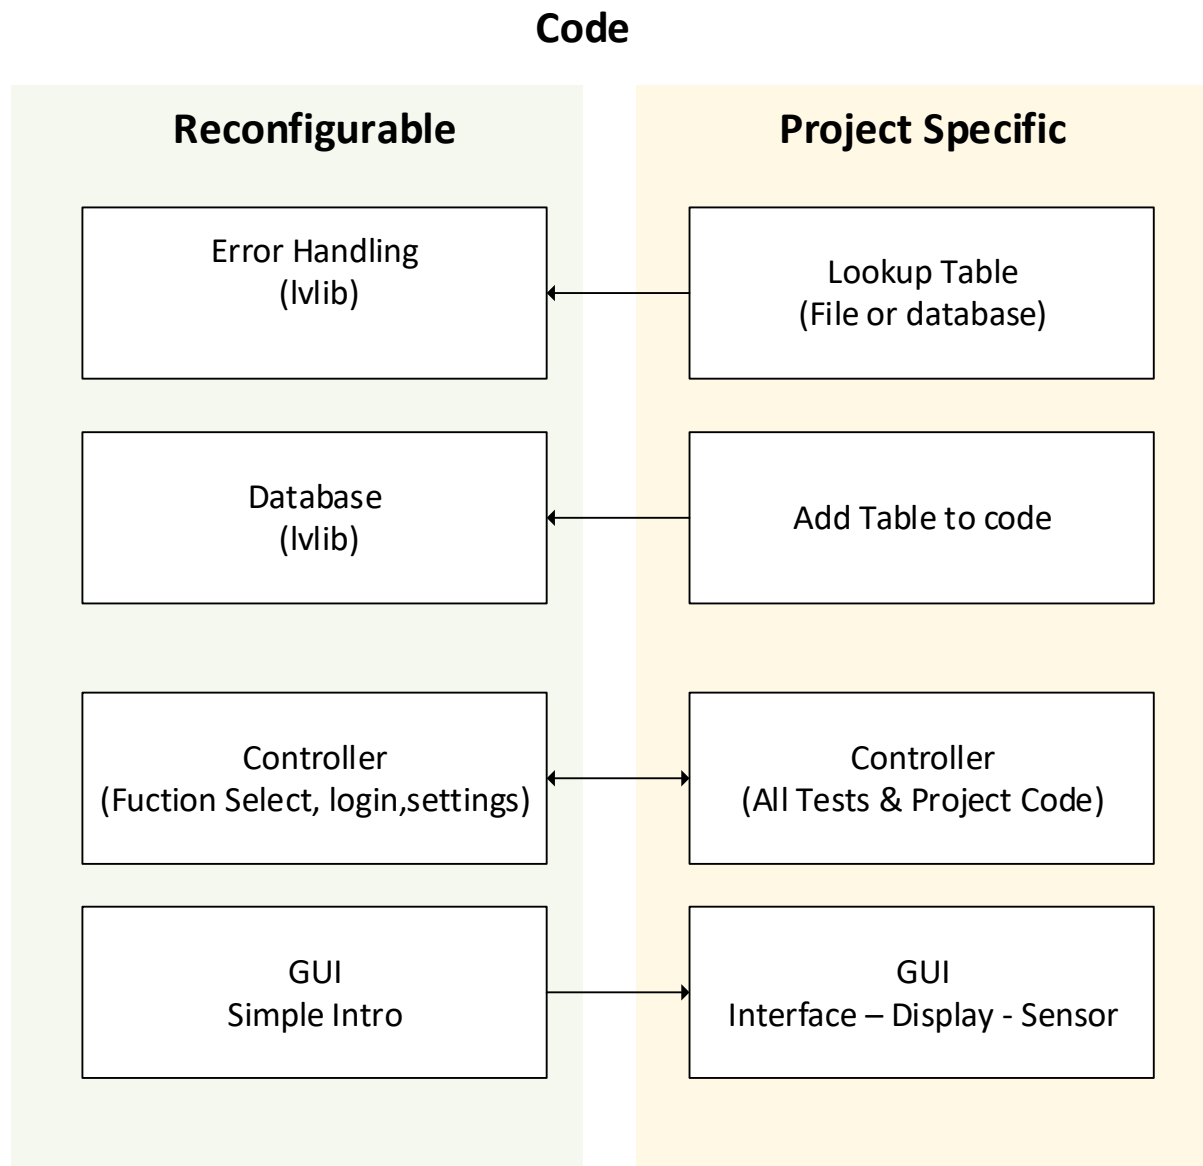 Code
Reconfigurable
Project Specific
Error Handling
(lvlib)
Lookup Table
(File or database)
Database
(lvlib)
Add Table to code
Controller
(Fuction Select, login,settings)
Controller
(All Tests & Project Code)
GUI
Simple Intro
GUI
Interface – Display - Sensor